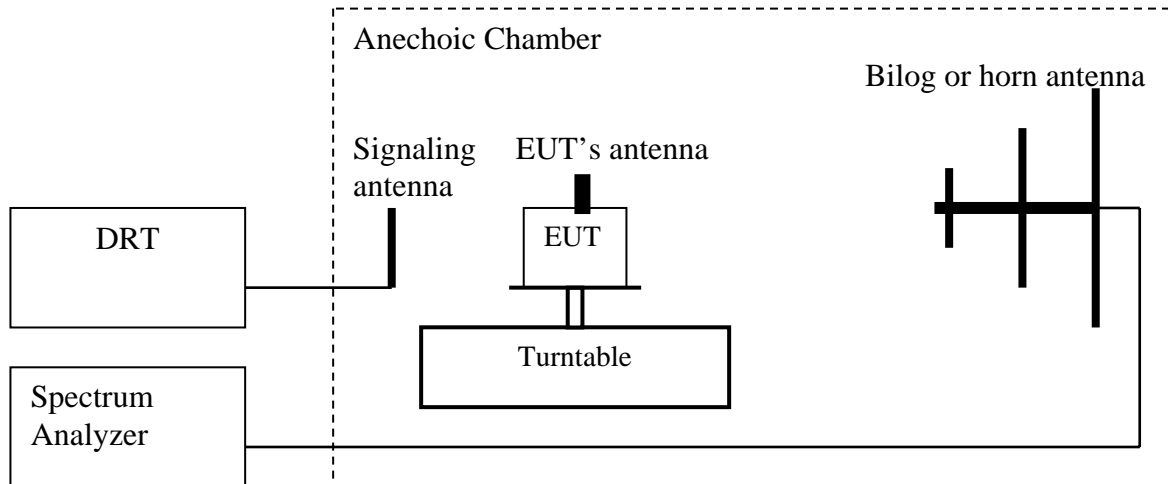 Anechoic Chamber
Bilog or horn antenna
Signaling
antenna
EUT’s antenna
DRT
EUT
Turntable
Spectrum
Analyzer